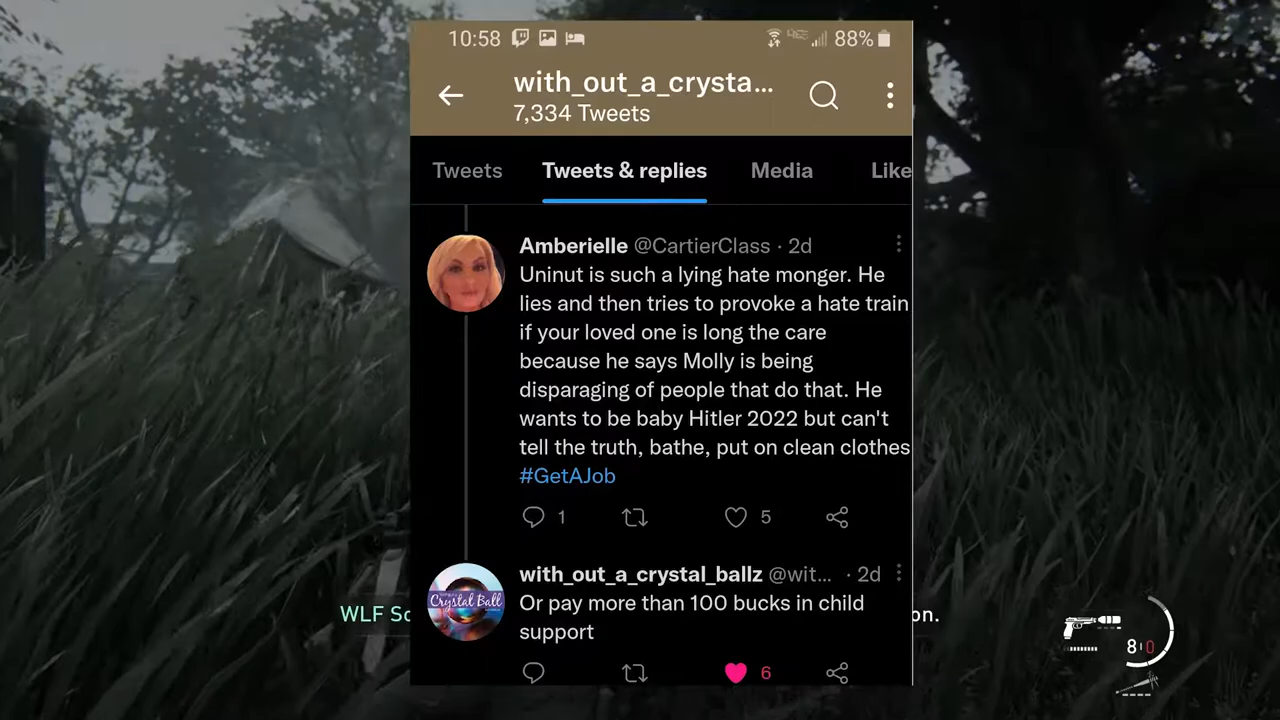 10:58 88%
with_out_a_crysta...
7,334 Tweets
Tweets Tweets & replies Media Like
Amberielle @CartierClass · 2d
Uninut is such a lying hate monger. He
lies and then tries to provoke a hate train
if your loved one is long the care
because he says Molly is being
disparaging of people that do that. He
wants to be baby Hitler 2022 but can't
tell the truth, bathe, put on clean clothes
#GetAJob
1 5
with_out_a_crystal_ballz @wit... · 2d
Crystal Ball
Or pay more than 100 bucks in child
support
6
WLF Sc
on.
8 0